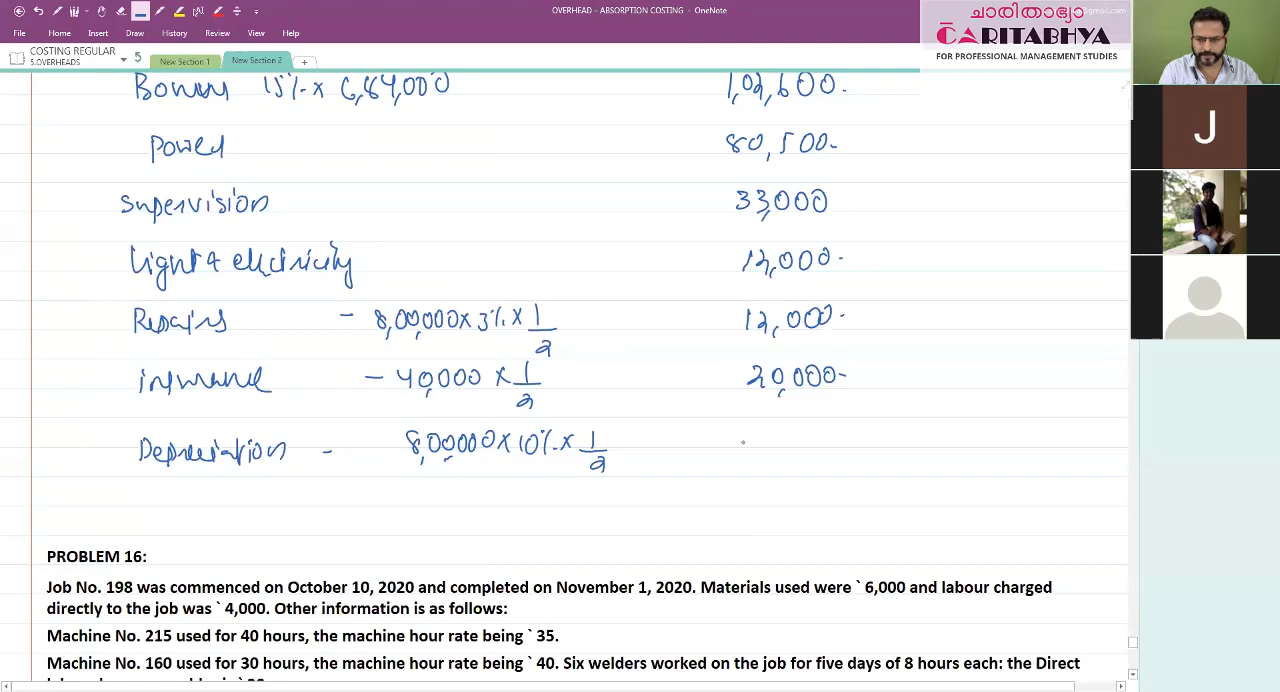 OVERHEAD – ABSORPTION COSTING - OneNote
File Home Insert Draw History Review View Help
ചാരിതാഭ്യാ
CARITABHYA
FOR PROFESSIONAL MANAGEMENT STUDIES
gmail.com
COSTING REGULAR
5.OVERHEADS
5
New Section 1 New Section 2 +
Bonus 15% x 6,84,000 1,02,600.
Power 80,500-
Supervision 33,000
Light & electricity 12,000.
Repairs - 8,00,000 x 3% x 1/2 12,000.
insurance - 40,000 x 1/2 20,000-
Depreciation - 8,00,000 x 10% x 1/2
J
PROBLEM 16:
Job No. 198 was commenced on October 10, 2020 and completed on November 1, 2020. Materials used were ` 6,000 and labour charged
directly to the job was ` 4,000. Other information is as follows:
Machine No. 215 used for 40 hours, the machine hour rate being ` 35.
Machine No. 160 used for 30 hours, the machine hour rate being ` 40. Six welders worked on the job for five days of 8 hours each: the Direct